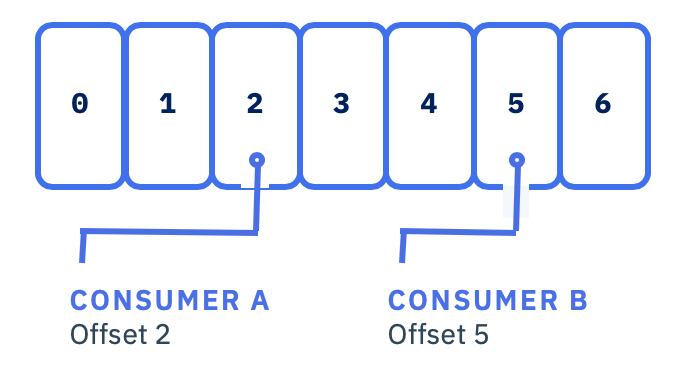 0 1 2 3 4 5 6
CONSUMER A
Offset 2
CONSUMER B
Offset 5